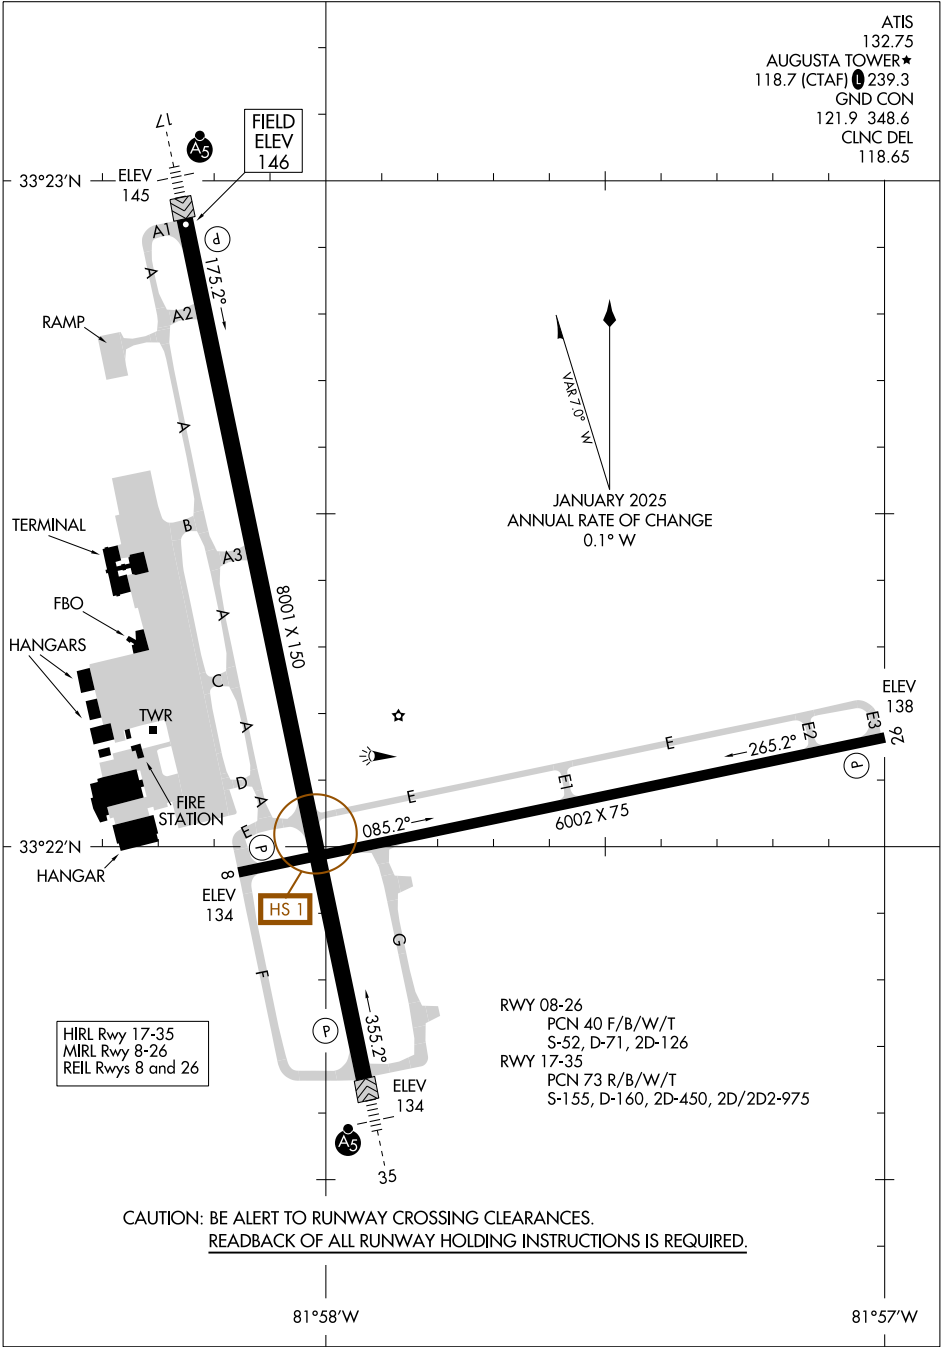 ATIS
132.75
AUGUSTA TOWER★
118.7 (CTAF) L 239.3
GND CON
121.9 348.6
CLNC DEL
118.65
17
A5
FIELD
ELEV
146
33°23'N
ELEV
145
A1
P
A
175.2°
A2
RAMP
A
VAR 7.0° W
JANUARY 2025
ANNUAL RATE OF CHANGE
0.1° W
B
TERMINAL
A3
8001 X 150
FBO
A
HANGARS
C
ELEV
138
TWR
A
E
E2
E3
26
265.2°
P
D
A
E
E1
6002 X 75
FIRE
STATION
E
085.2°
33°22'N
P
HANGAR
8
ELEV
134
HS 1
G
F
RWY 08-26
PCN 40 F/B/W/T
S-52, D-71, 2D-126
RWY 17-35
PCN 73 R/B/W/T
S-155, D-160, 2D-450, 2D/2D2-975
HIRL Rwy 17-35
MIRL Rwy 8-26
REIL Rwys 8 and 26
P
355.2°
ELEV
134
A5
35
CAUTION: BE ALERT TO RUNWAY CROSSING CLEARANCES.
READBACK OF ALL RUNWAY HOLDING INSTRUCTIONS IS REQUIRED.
81°58'W
81°57'W